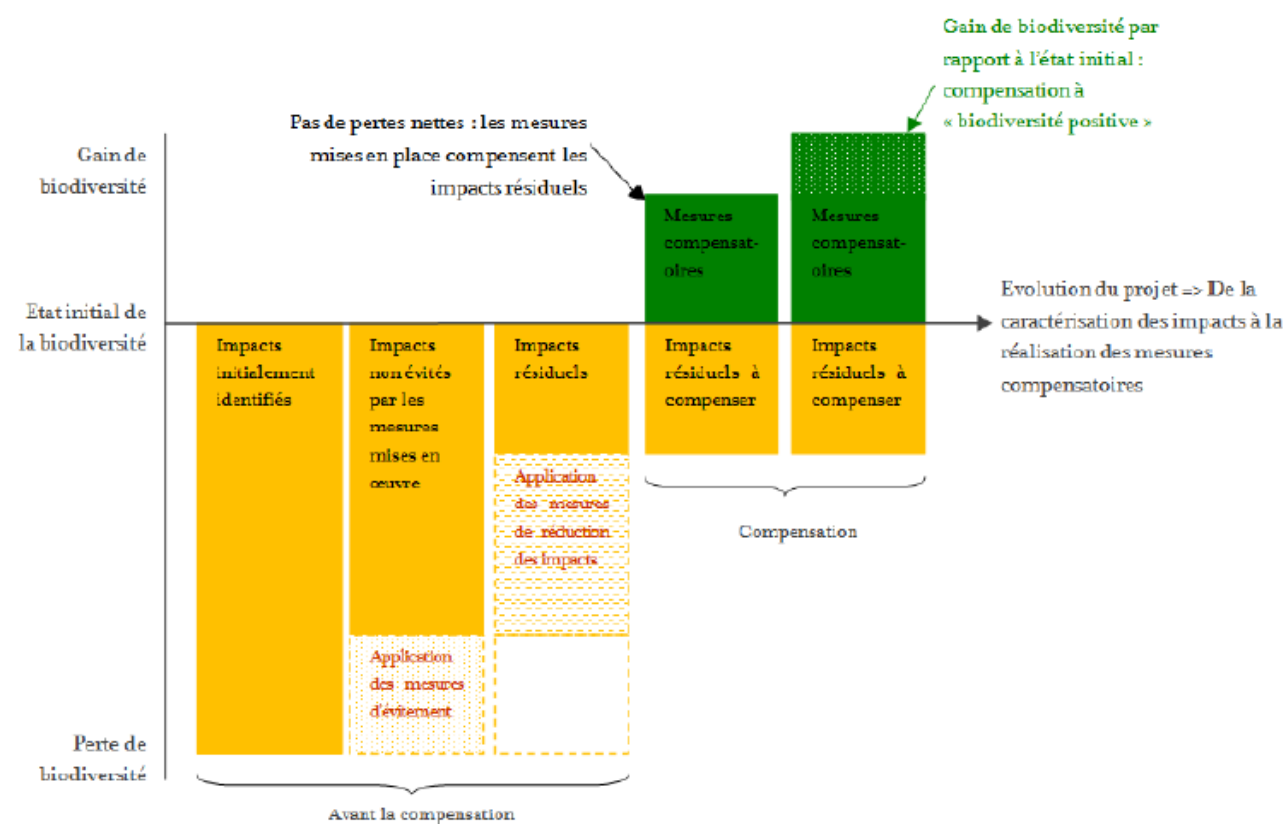 Gain de biodiversité par
rapport à l'état initial :
compensation à
« biodiversité positive »
Pas de pertes nettes : les mesures
mises en place compensent les
impacts résiduels
Gain de
biodiversité
Mesures
compensat-
oires
Mesures
compensat-
oires
Etat initial de
la biodiversité
Evolution du projet => De la
caractérisation des impacts à la
réalisation des mesures
compensatoires
Impacts
initialement
identifiés
Impacts
non évités
par les
mesures
mises en
œuvre
Impacts
résiduels
Impacts
résiduels à
compenser
Impacts
résiduels à
compenser
Application
des mesures
de réduction
des impacts
Compensation
Application
des mesures
d'évitement
Perte de
biodiversité
Avant la compensation